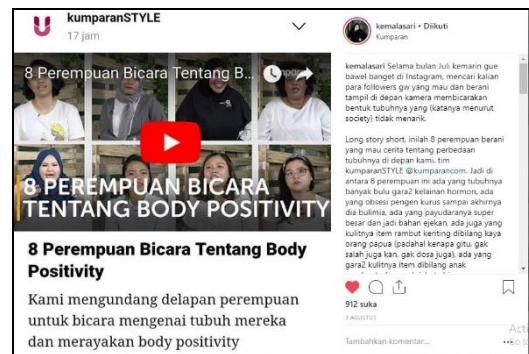 kumparanSTYLE
17 jam
8 Perempuan Bicara Tentang B...
8 PEREMPUAN BICARA
TENTANG BODY POSITIVITY
8 Perempuan Bicara Tentang Body
Positivity
Kami mengundang delapan perempuan
untuk bicara mengenai tubuh mereka
dan merayakan body positivity
kemalasari • Diikuti
Kumparan
kemalasari Selama bulan Juli kemarin gue
bawel banget di Instagram, mencari kalian
para followers gw yang mau dan berani
tampil di depan kamera membicarakan
bentuk tubuhnya yang (katanya menurut
society) tidak menarik.
Long story short, inilah 8 perempuan berani
yang mau cerita tentang perbedaan
tubuhnya di depan kami, tim
kumparanSTYLE @kumparancom. Jadi di
antara 8 perempuan ini ada yang tubuhnya
banyak bulu gara2 kelainan hormon, ada
yang obsesi pengen kurus sampai akhirnya
dia bulimia, ada yang payudaranya super
besar dan jadi bahan ejekan, ada juga yang
kulitnya item rambut keriting dibilang kaya
orang papua (padahal kenapa gitu, gak
salah juga kan, gak dosa juga), ada yang
gara2 kulitnya item dibilang anak
912 suka
3 AGUSTUS
Tambahkan komentar...